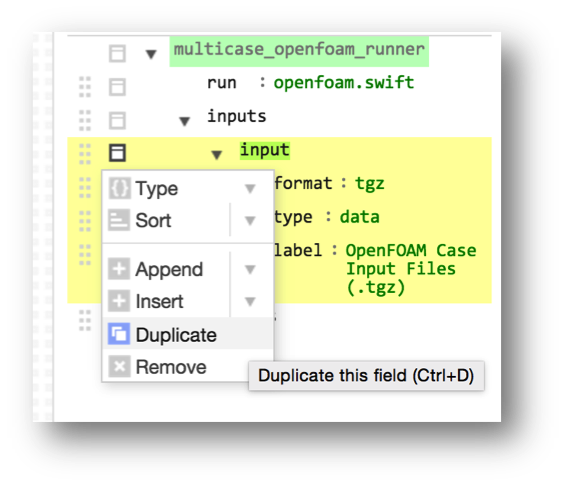 multicase_openfoam_runner
run : openfoam.swift
inputs
input
format : tgz
type : data
label : OpenFOAM Case
Input Files
(.tgz)
Type
Sort
Append
Insert
Duplicate
Remove
Duplicate this field (Ctrl+D)